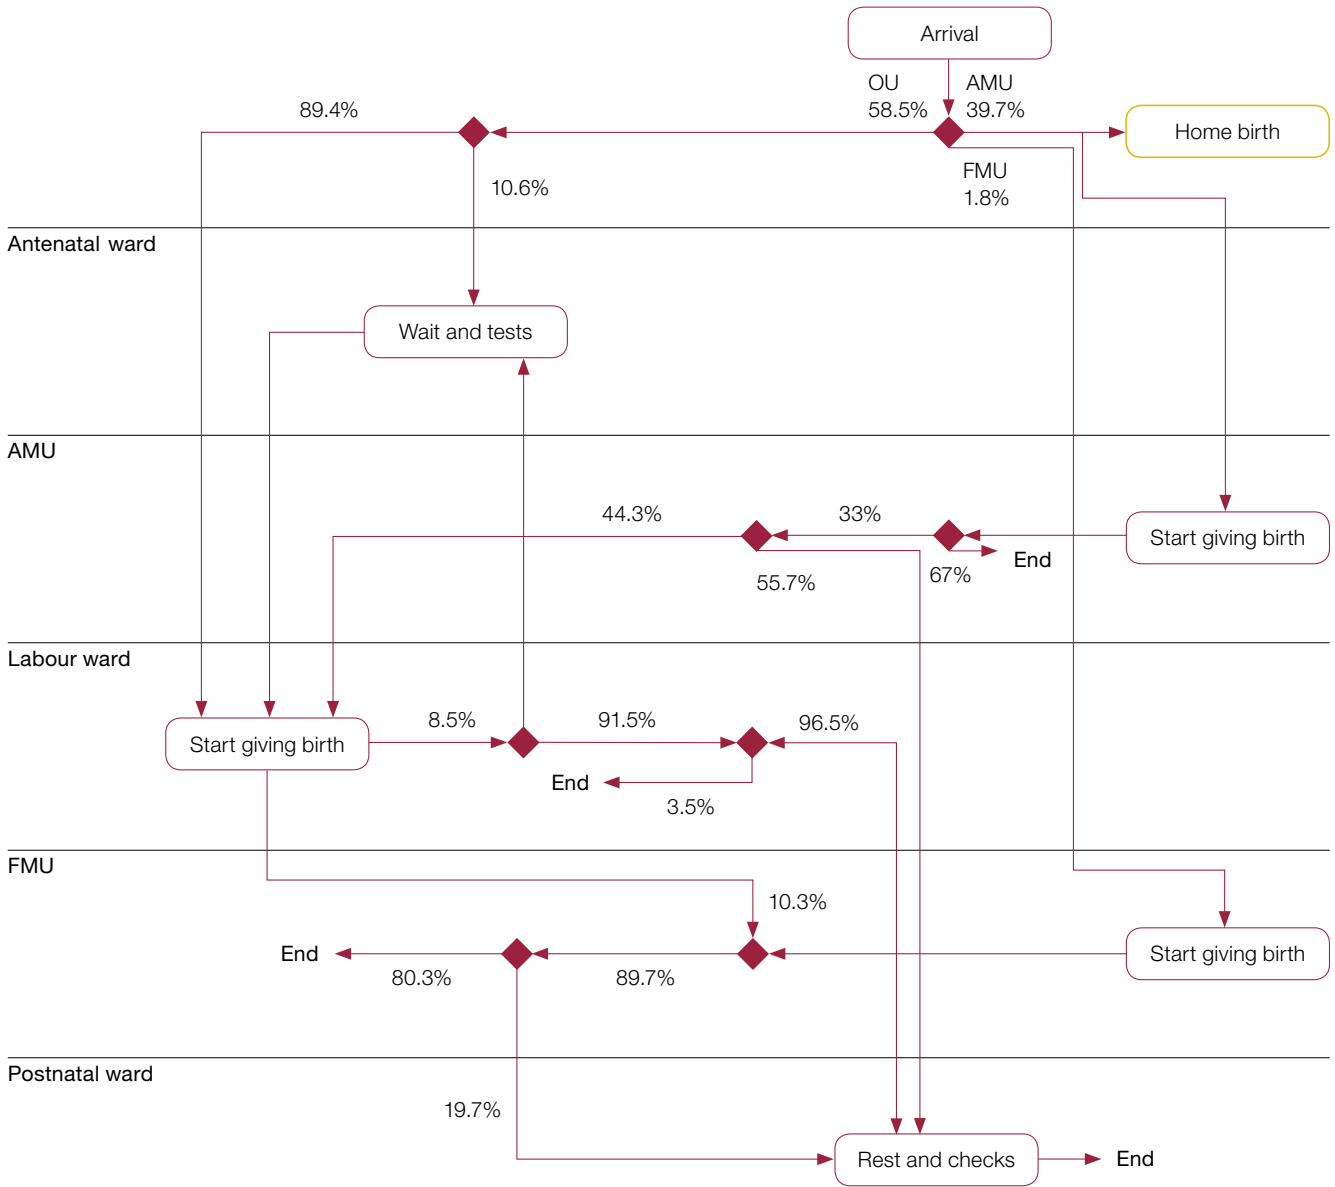 Arrival
OU
58.5%
AMU
39.7%
89.4%
Home birth
FMU
1.8%
10.6%
Antenatal ward
Wait and tests
AMU
44.3%
33%
Start giving birth
End
55.7%
67%
Labour ward
8.5%
91.5%
96.5%
Start giving birth
End
3.5%
FMU
10.3%
End
Start giving birth
80.3%
89.7%
Postnatal ward
19.7%
Rest and checks
End